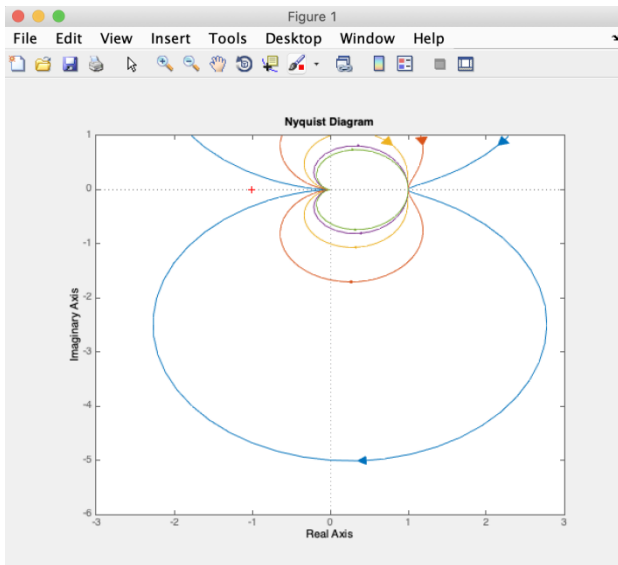 Figure 1
File Edit View Insert Tools Desktop Window Help
Nyquist Diagram
1
0
-1
-2
-3
-4
-5
-6
Imaginary Axis
-3 -2 -1 0 1 2 3
Real Axis